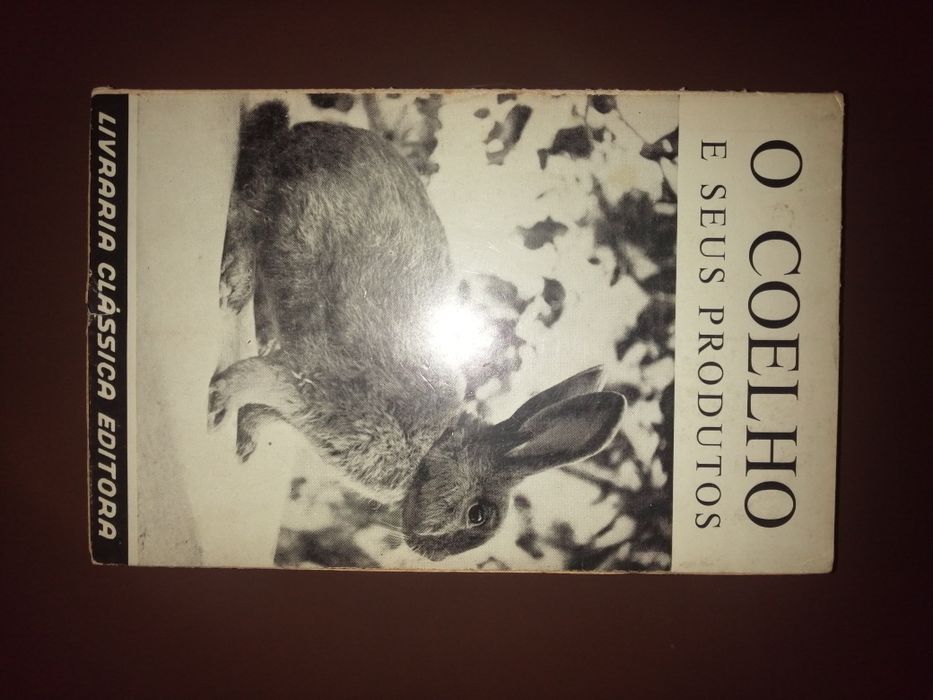 O COELHO
E SEUS PRODUTOS
LIVRARIA CLÁSSICA EDITORA